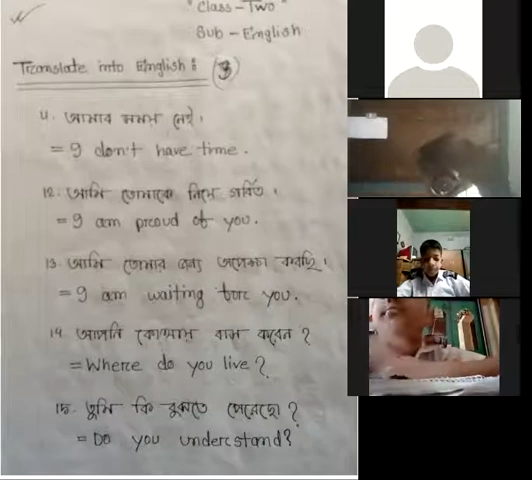 "Class-Two"
Sub - English
Translate into English: (3)
11. আমার সময় নেই।
= I don't have time.
12. আমি তোমাকে নিয়ে গর্বিত।
= I am proud of you.
13. আমি তোমার জন্য অপেক্ষা করছি।
= I am waiting for you.
14. আপনি কোথায় বাস করেন?
= Where do you live?
15. তুমি কি বুঝতে পেরেছো?
= Do you understand?